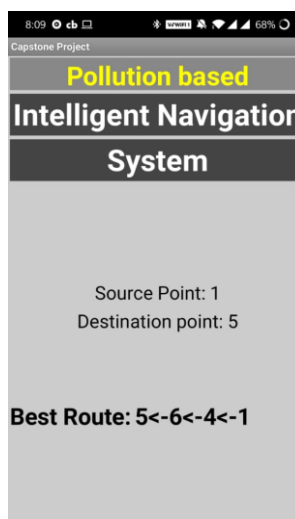 8:09 cb 68%
Capstone Project
Pollution based
Intelligent Navigation
System
Source Point: 1
Destination point: 5
Best Route: 5<-6<-4<-1